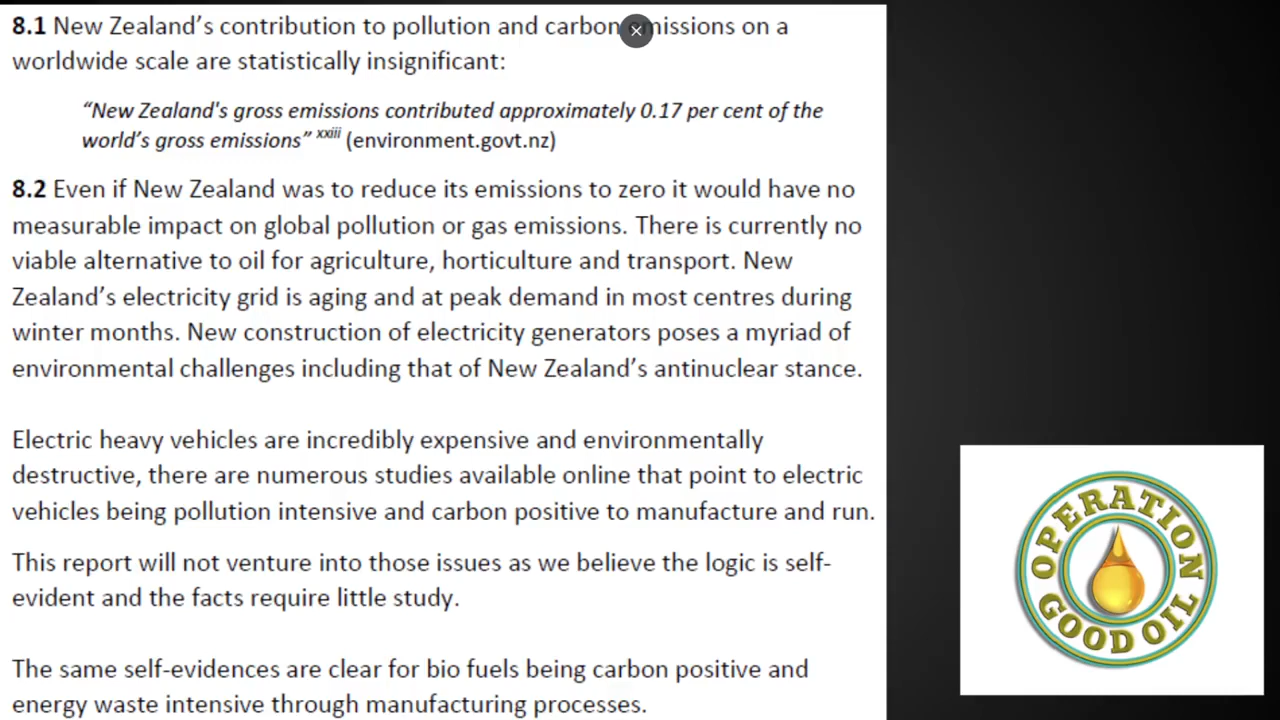 8.1 New Zealand’s contribution to pollution and carbon emissions on a
worldwide scale are statistically insignificant:
“New Zealand's gross emissions contributed approximately 0.17 per cent of the
world’s gross emissions” xxiii (environment.govt.nz)
8.2 Even if New Zealand was to reduce its emissions to zero it would have no
measurable impact on global pollution or gas emissions. There is currently no
viable alternative to oil for agriculture, horticulture and transport. New
Zealand’s electricity grid is aging and at peak demand in most centres during
winter months. New construction of electricity generators poses a myriad of
environmental challenges including that of New Zealand’s antinuclear stance.
Electric heavy vehicles are incredibly expensive and environmentally
destructive, there are numerous studies available online that point to electric
vehicles being pollution intensive and carbon positive to manufacture and run.
This report will not venture into those issues as we believe the logic is self-
evident and the facts require little study.
The same self-evidences are clear for bio fuels being carbon positive and
energy waste intensive through manufacturing processes.
OPERATION
GOOD OIL